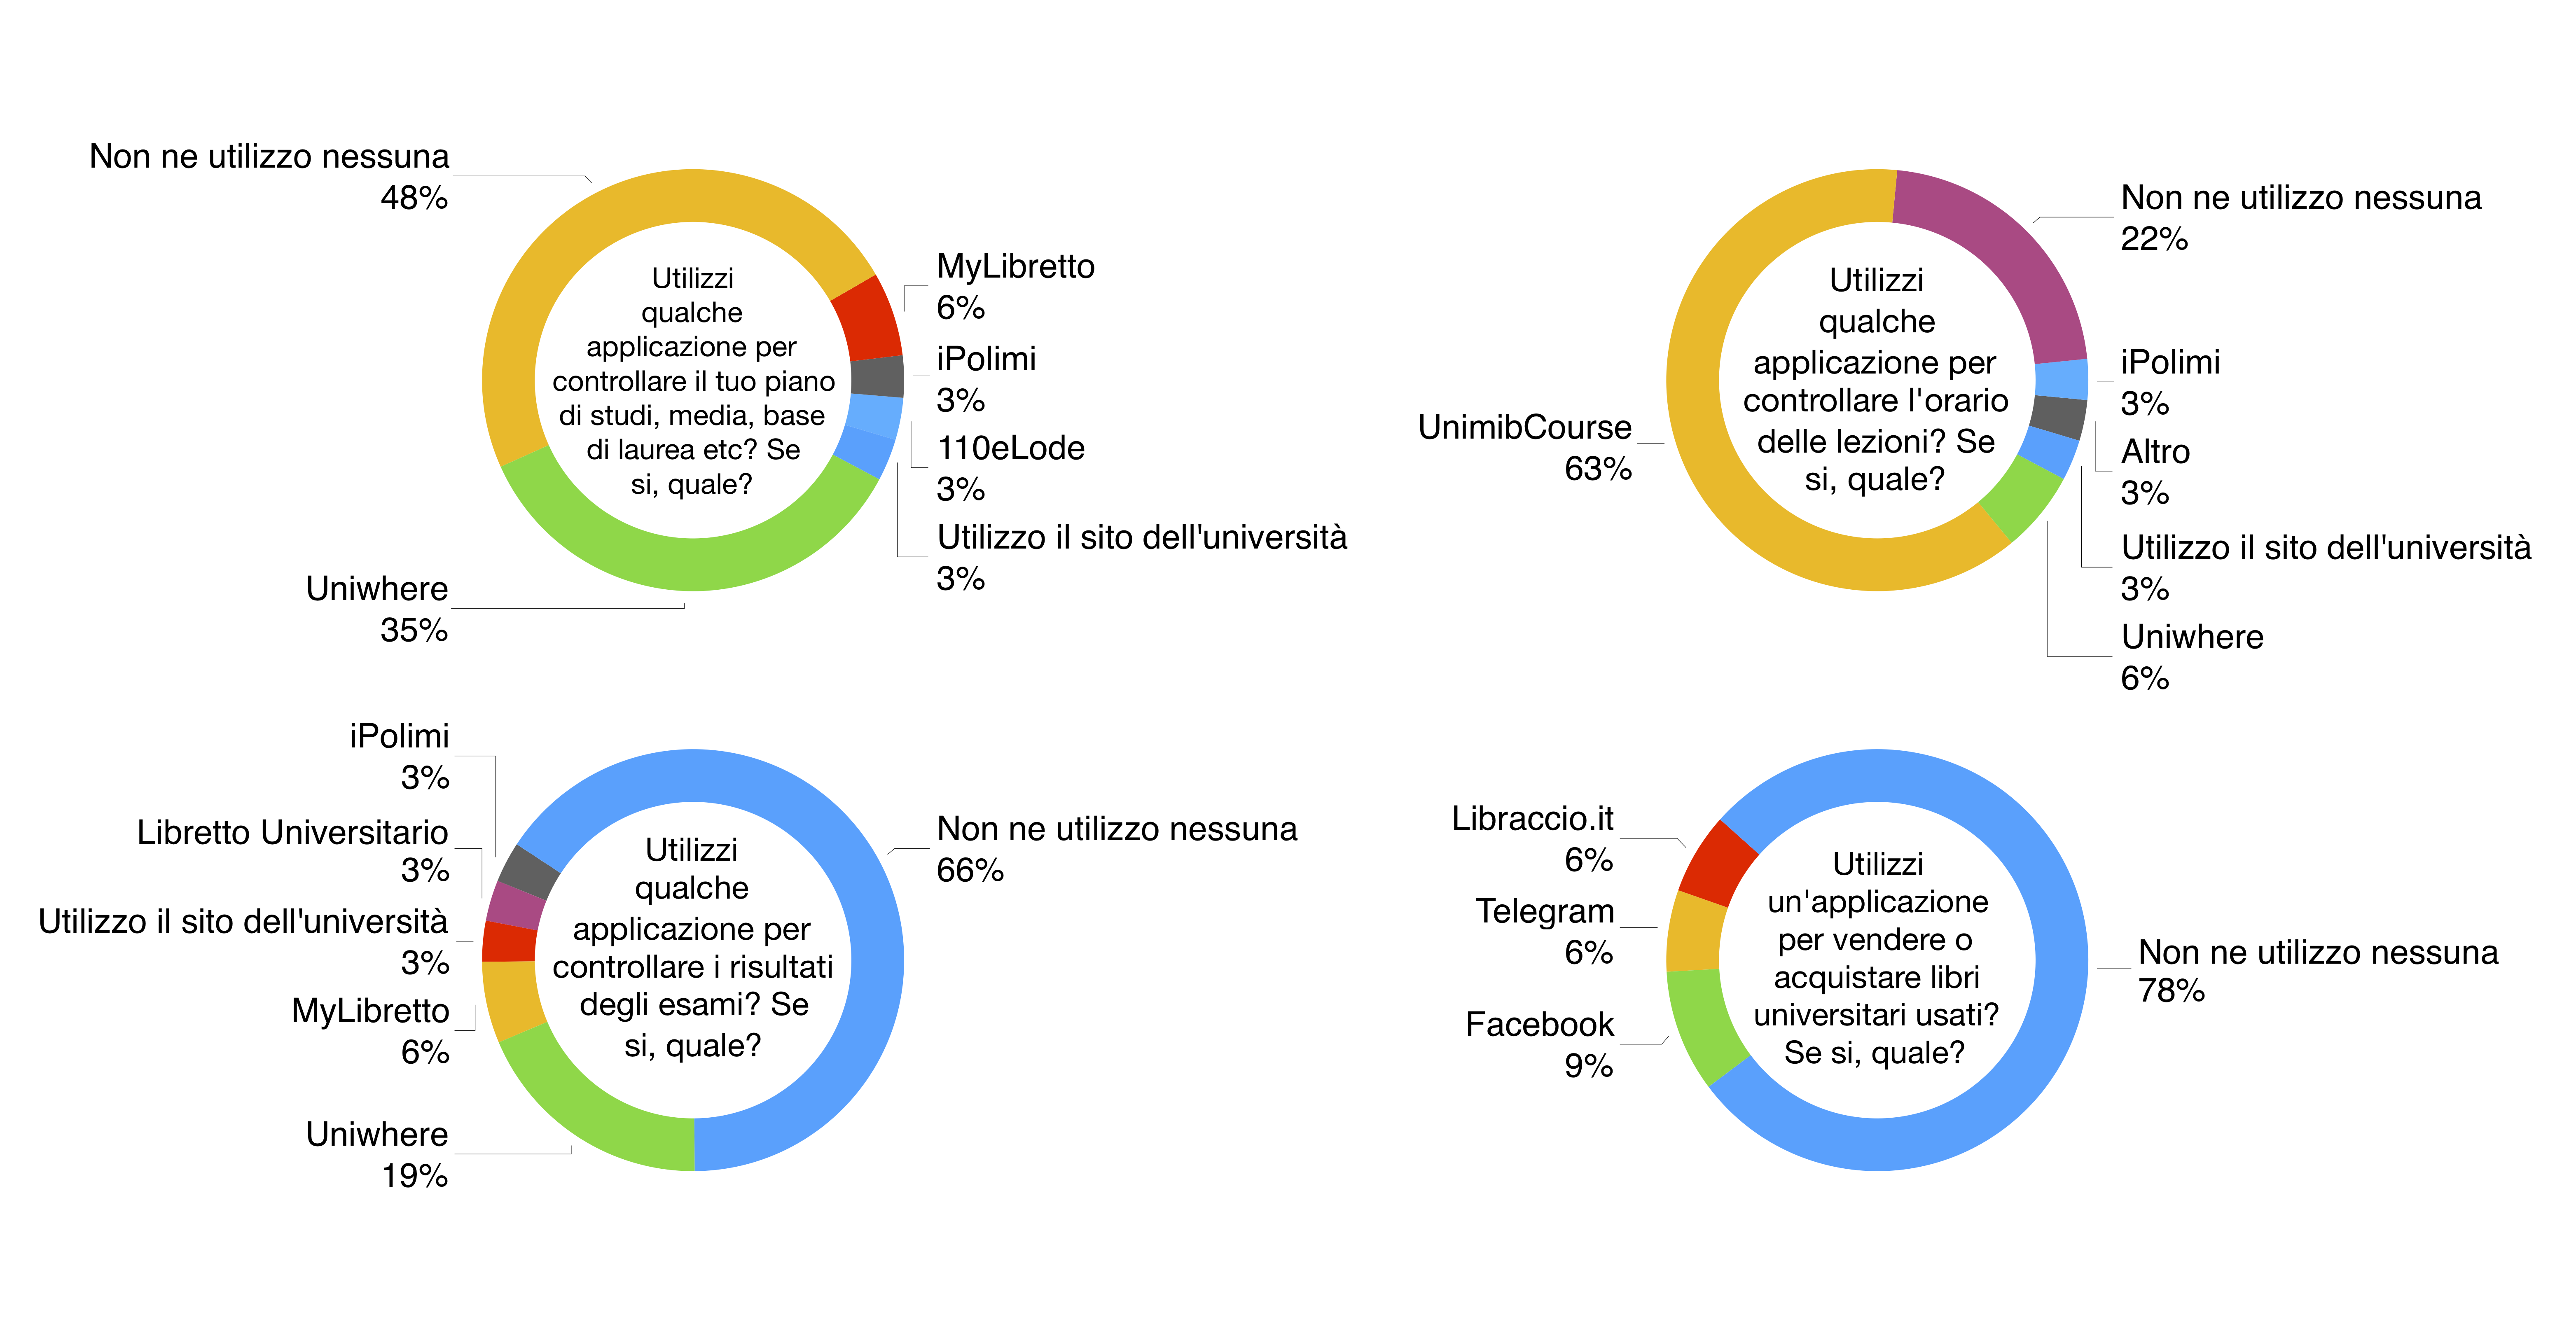 Non ne utilizzo nessuna
48%
Utilizzi
qualche
applicazione per
controllare il tuo piano
di studi, media, base
di laurea etc? Se
si, quale?
MyLibretto
6%
iPolimi
3%
110eLode
3%
Utilizzo il sito dell'università
3%
Uniwhere
35%
Utilizzi
qualche
applicazione per
controllare l'orario
delle lezioni? Se
si, quale?
UnimibCourse
63%
Non ne utilizzo nessuna
22%
iPolimi
3%
Altro
3%
Utilizzo il sito dell'università
3%
Uniwhere
6%
iPolimi
3%
Libretto Universitario
3%
Utilizzo il sito dell'università
3%
MyLibretto
6%
Uniwhere
19%
Utilizzi
qualche
applicazione per
controllare i risultati
degli esami? Se
si, quale?
Non ne utilizzo nessuna
66%
Libraccio.it
6%
Telegram
6%
Facebook
9%
Utilizzi
un'applicazione
per vendere o
acquistare libri
universitari usati?
Se si, quale?
Non ne utilizzo nessuna
78%